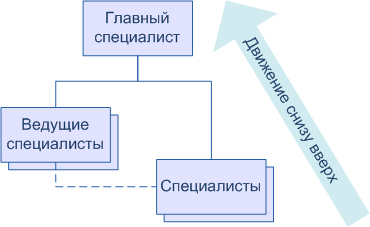 Главный
специалист
Движение снизу вверх
Ведущие
специалисты
Специалисты